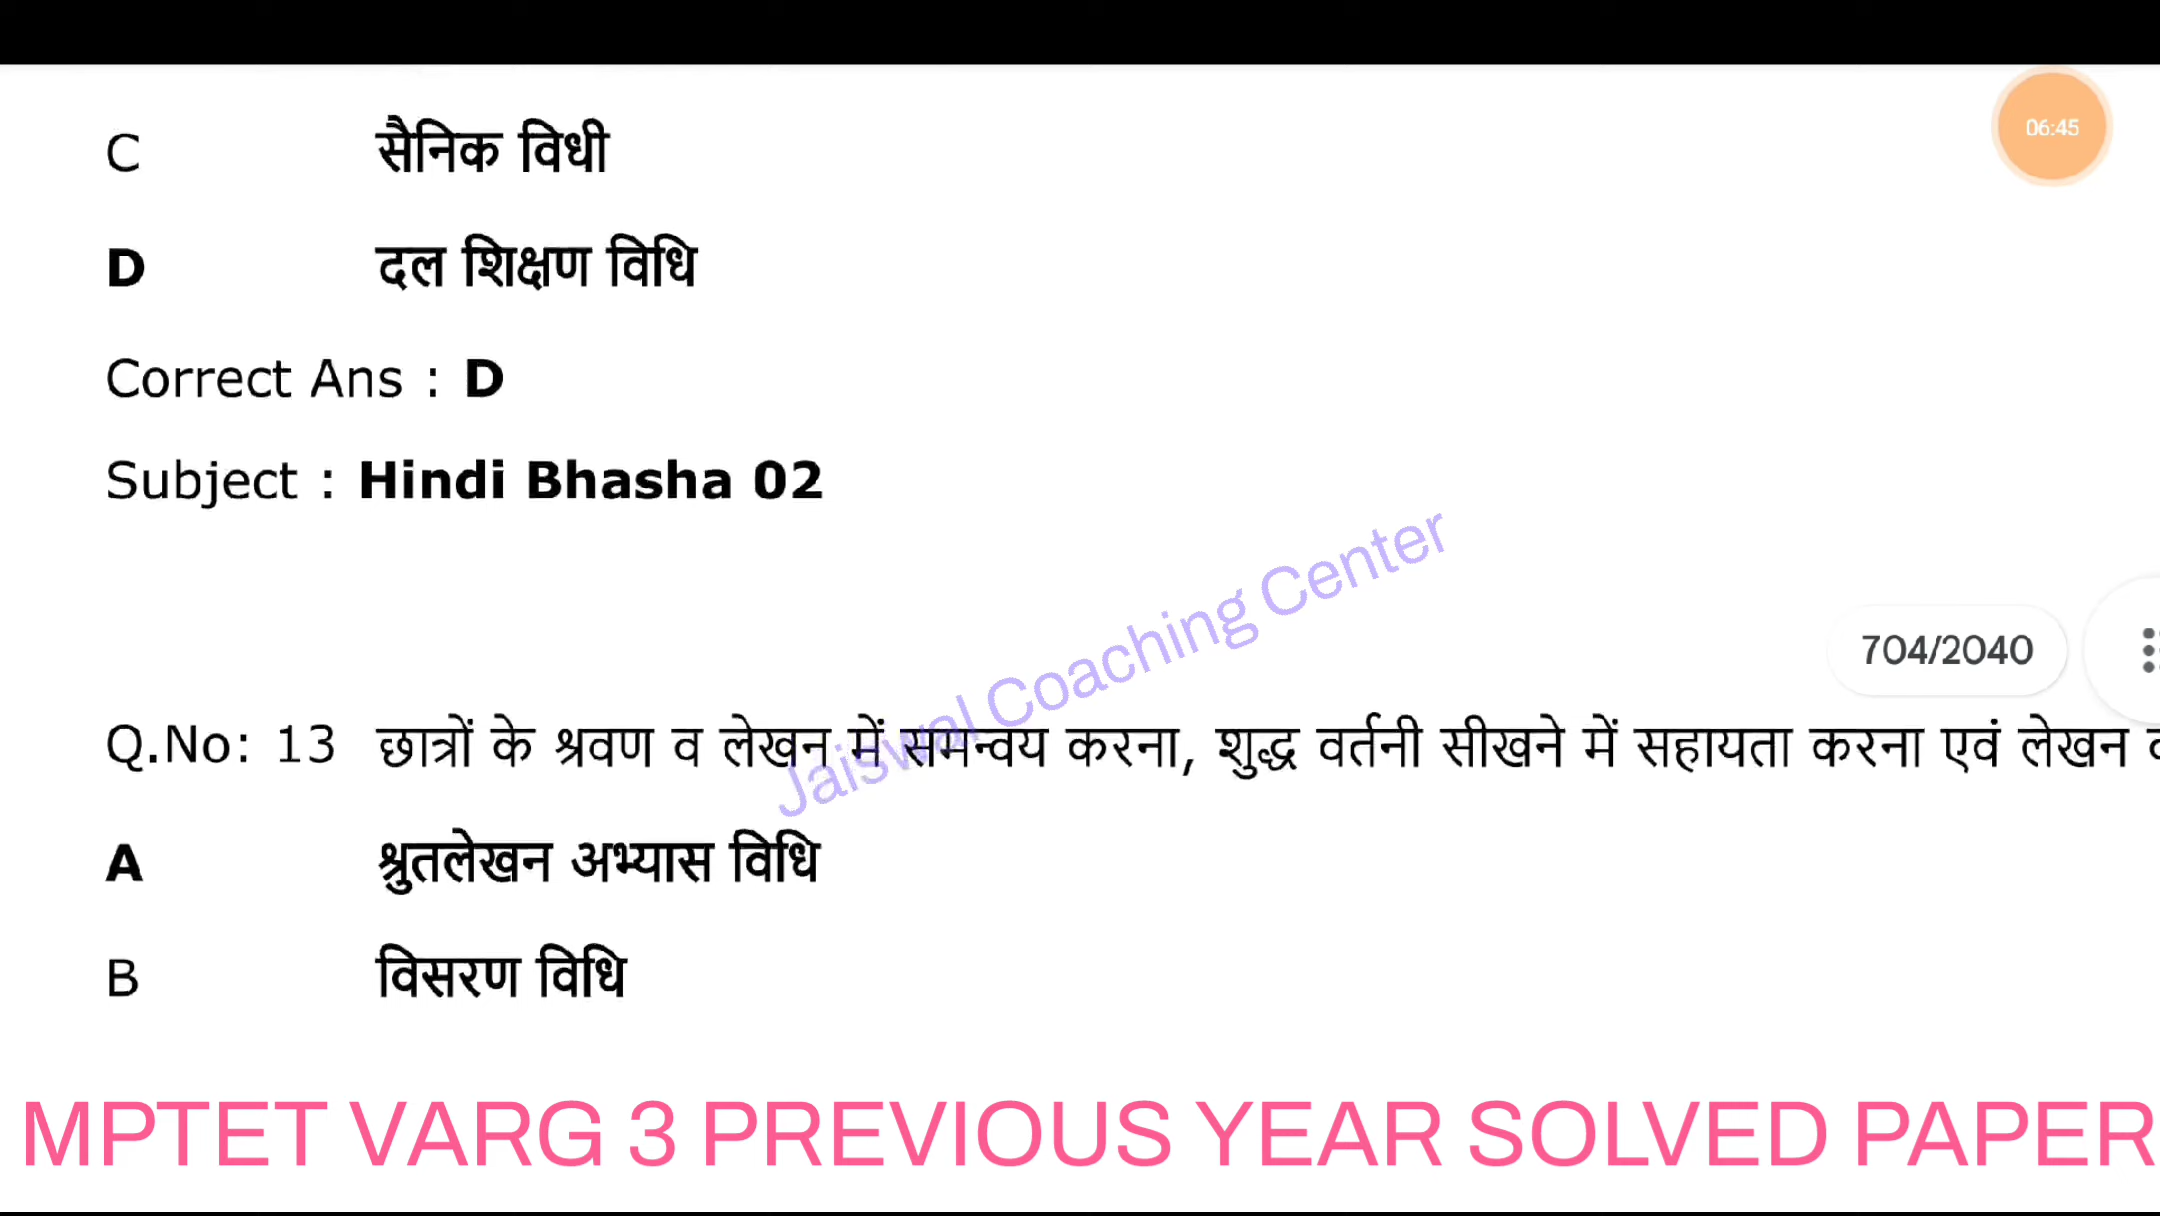 C सैनिक विधी
06:45
D दल शिक्षण विधि
Correct Ans : D
Subject : Hindi Bhasha 02
Jaiswal Coaching Center
704/2040
Q.No: 13 छात्रों के श्रवण व लेखन में समन्वय करना, शुद्ध वर्तनी सीखने में सहायता करना एवं लेखन
A श्रुतलेखन अभ्यास विधि
B विसरण विधि
MPTET VARG 3 PREVIOUS YEAR SOLVED PAPER